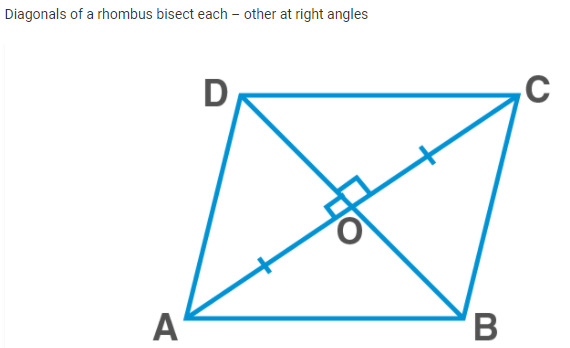 Diagonals of a rhombus bisect each – other at right angles
D
C
O
A
B